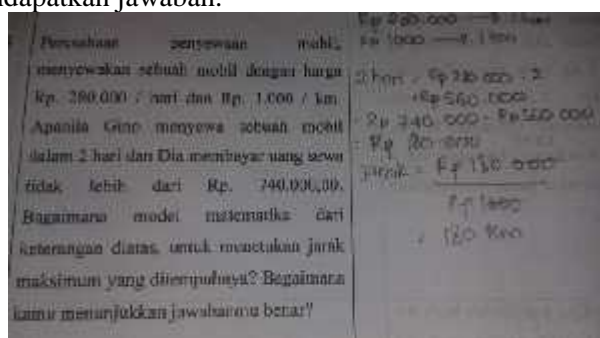 dapatkan jawaban.
Perusahaan penyewaan mobil,
menyewakan sebuah mobil dengan harga
Rp. 280.000 / hari dan Rp. 1.000 / km.
Apabila Gino menyewa sebuah mobil
dalam 2 hari dan Dia membayar uang sewa
tidak lebih dari Rp. 740.000,00.
Bagaimana model matematika dari
keterangan diatas, untuk menetukan jarak
maksimum yang ditempuhnya? Bagaimana
kamu menunjukkan jawabanmu benar?
Rp 280.000
Rp 1000
2 hari = Rp 280 000 . 2
= Rp 560 000
Rp 740 000 - Rp 560 000
jarak = Rp 180 000
Rp 1000
= 180 Km